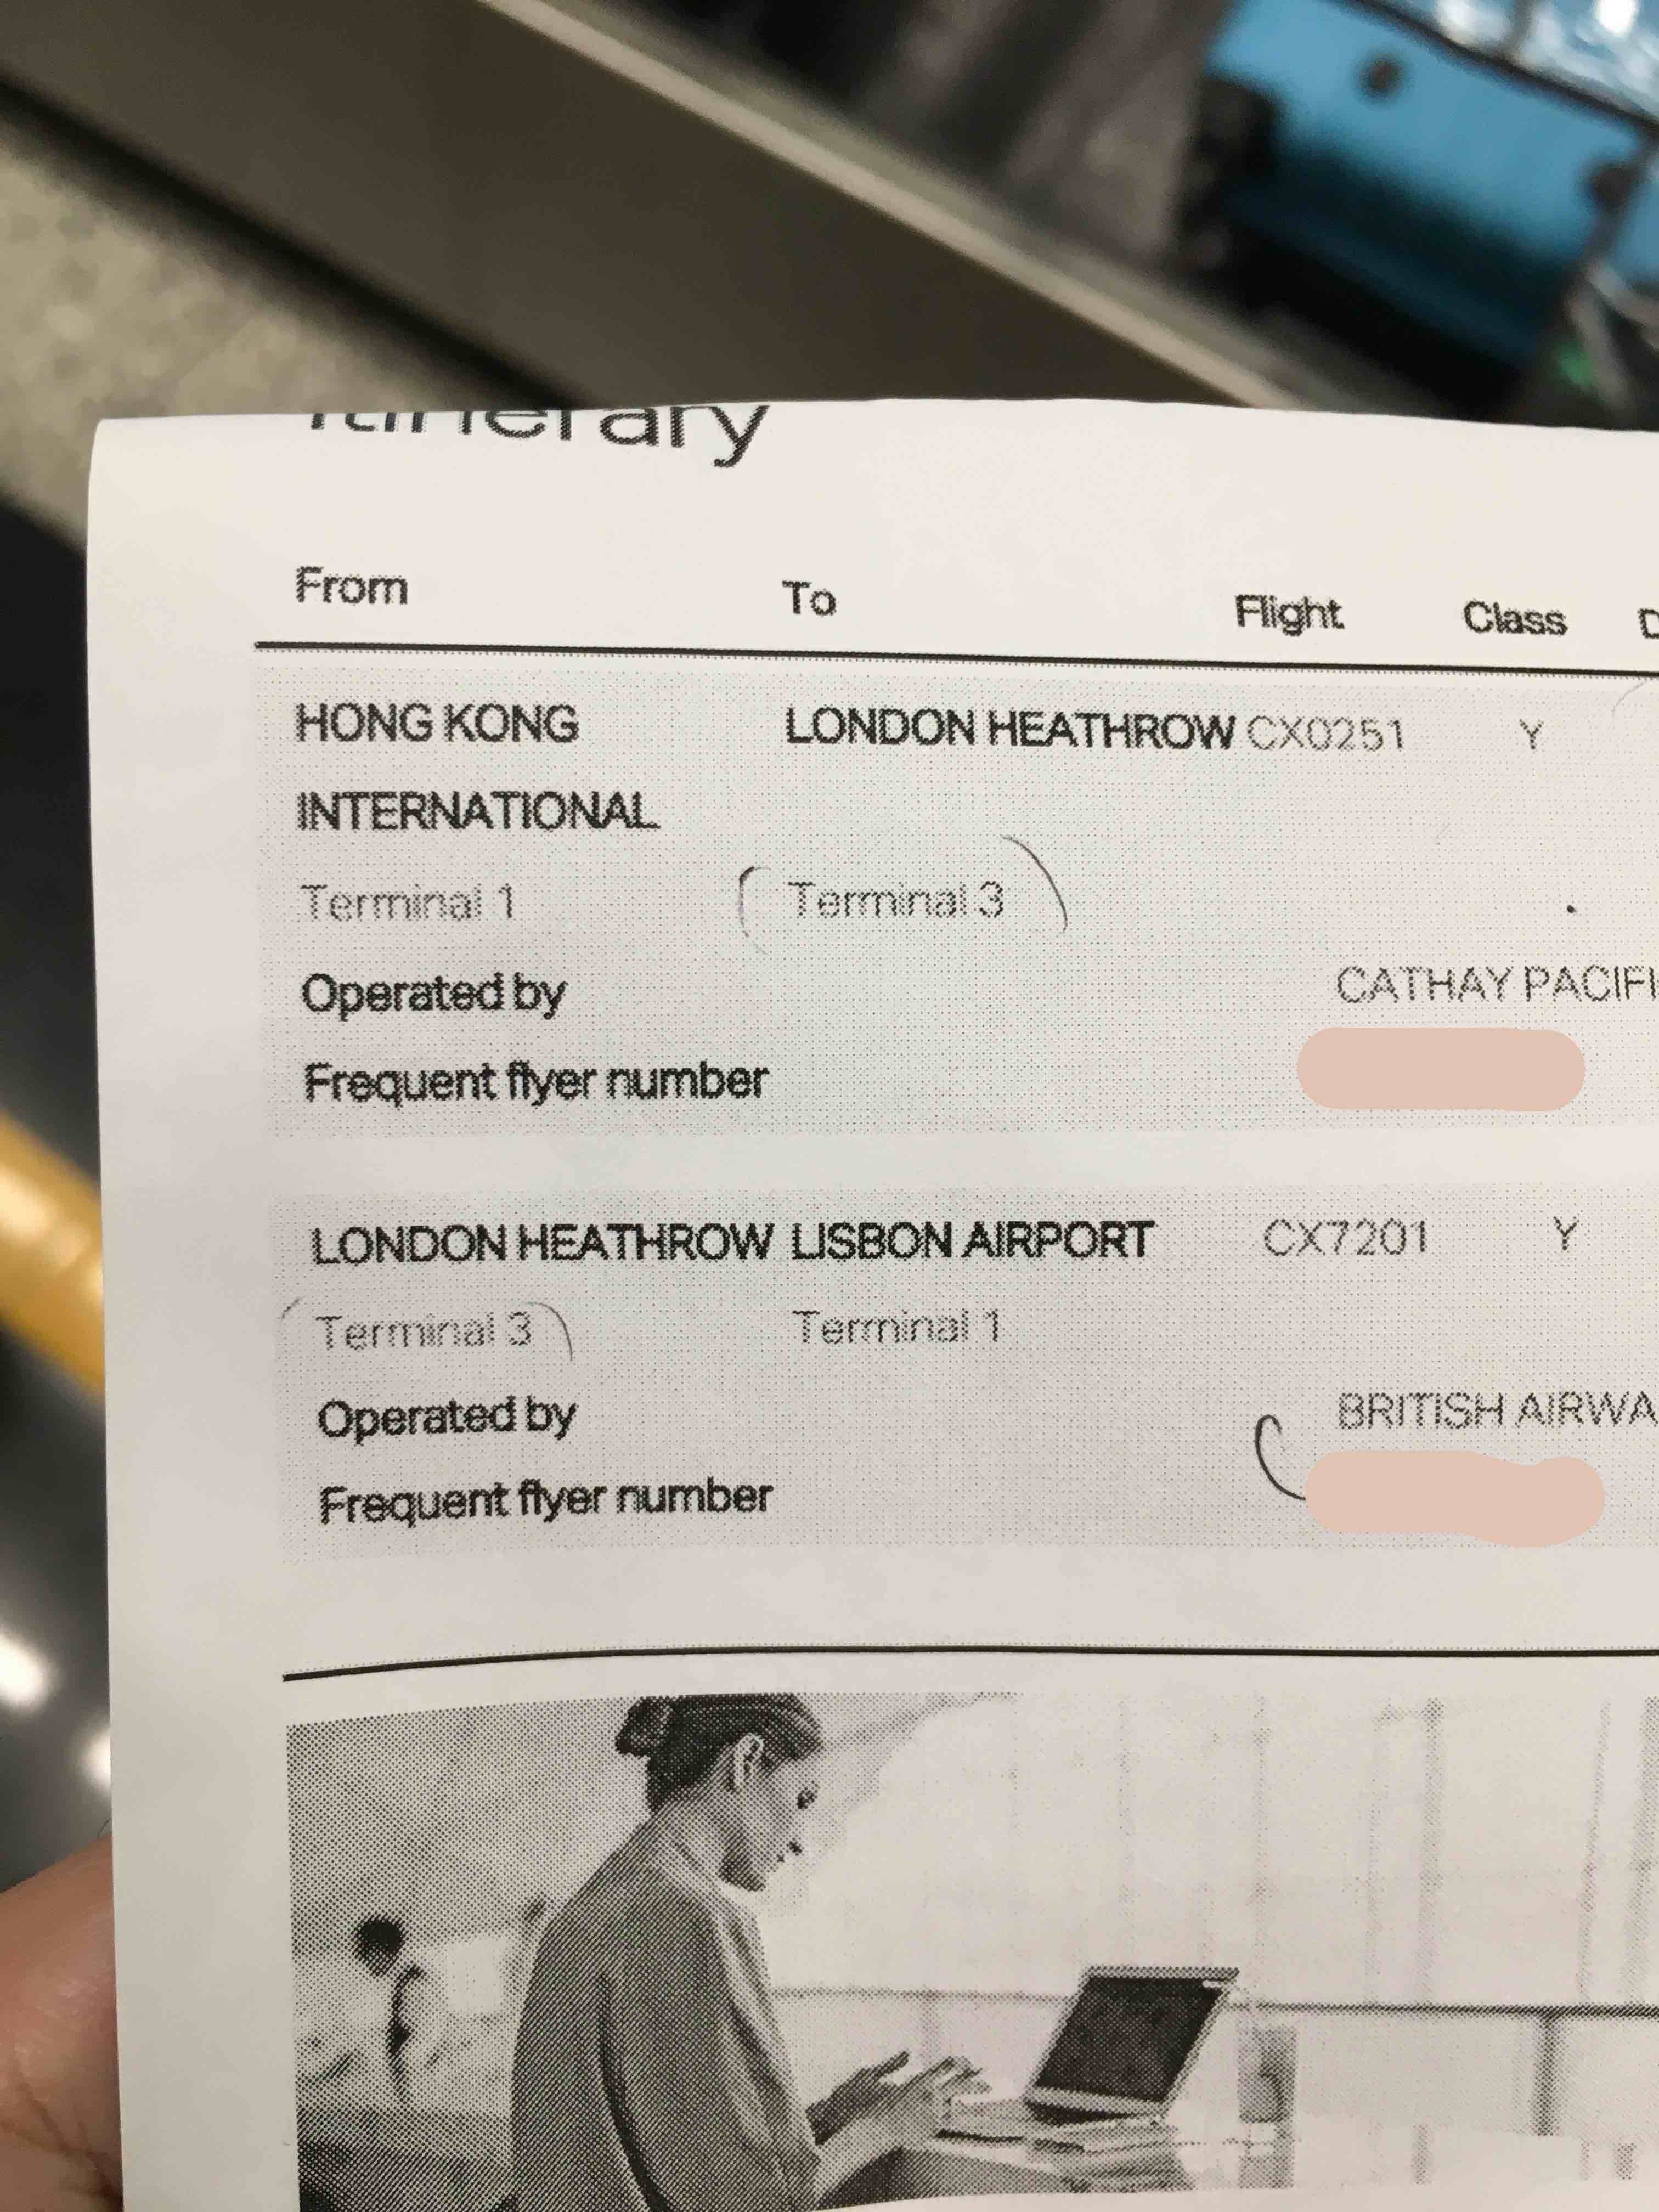 Itinerary
From To Flight Class
HONG KONG LONDON HEATHROW CX0251 Y
INTERNATIONAL
Terminal 1 Terminal 3
Operated by CATHAY PACIFI
Frequent flyer number
LONDON HEATHROW LISBON AIRPORT CX7201 Y
Terminal 3 Terminal 1
Operated by BRITISH AIRWA
Frequent flyer number